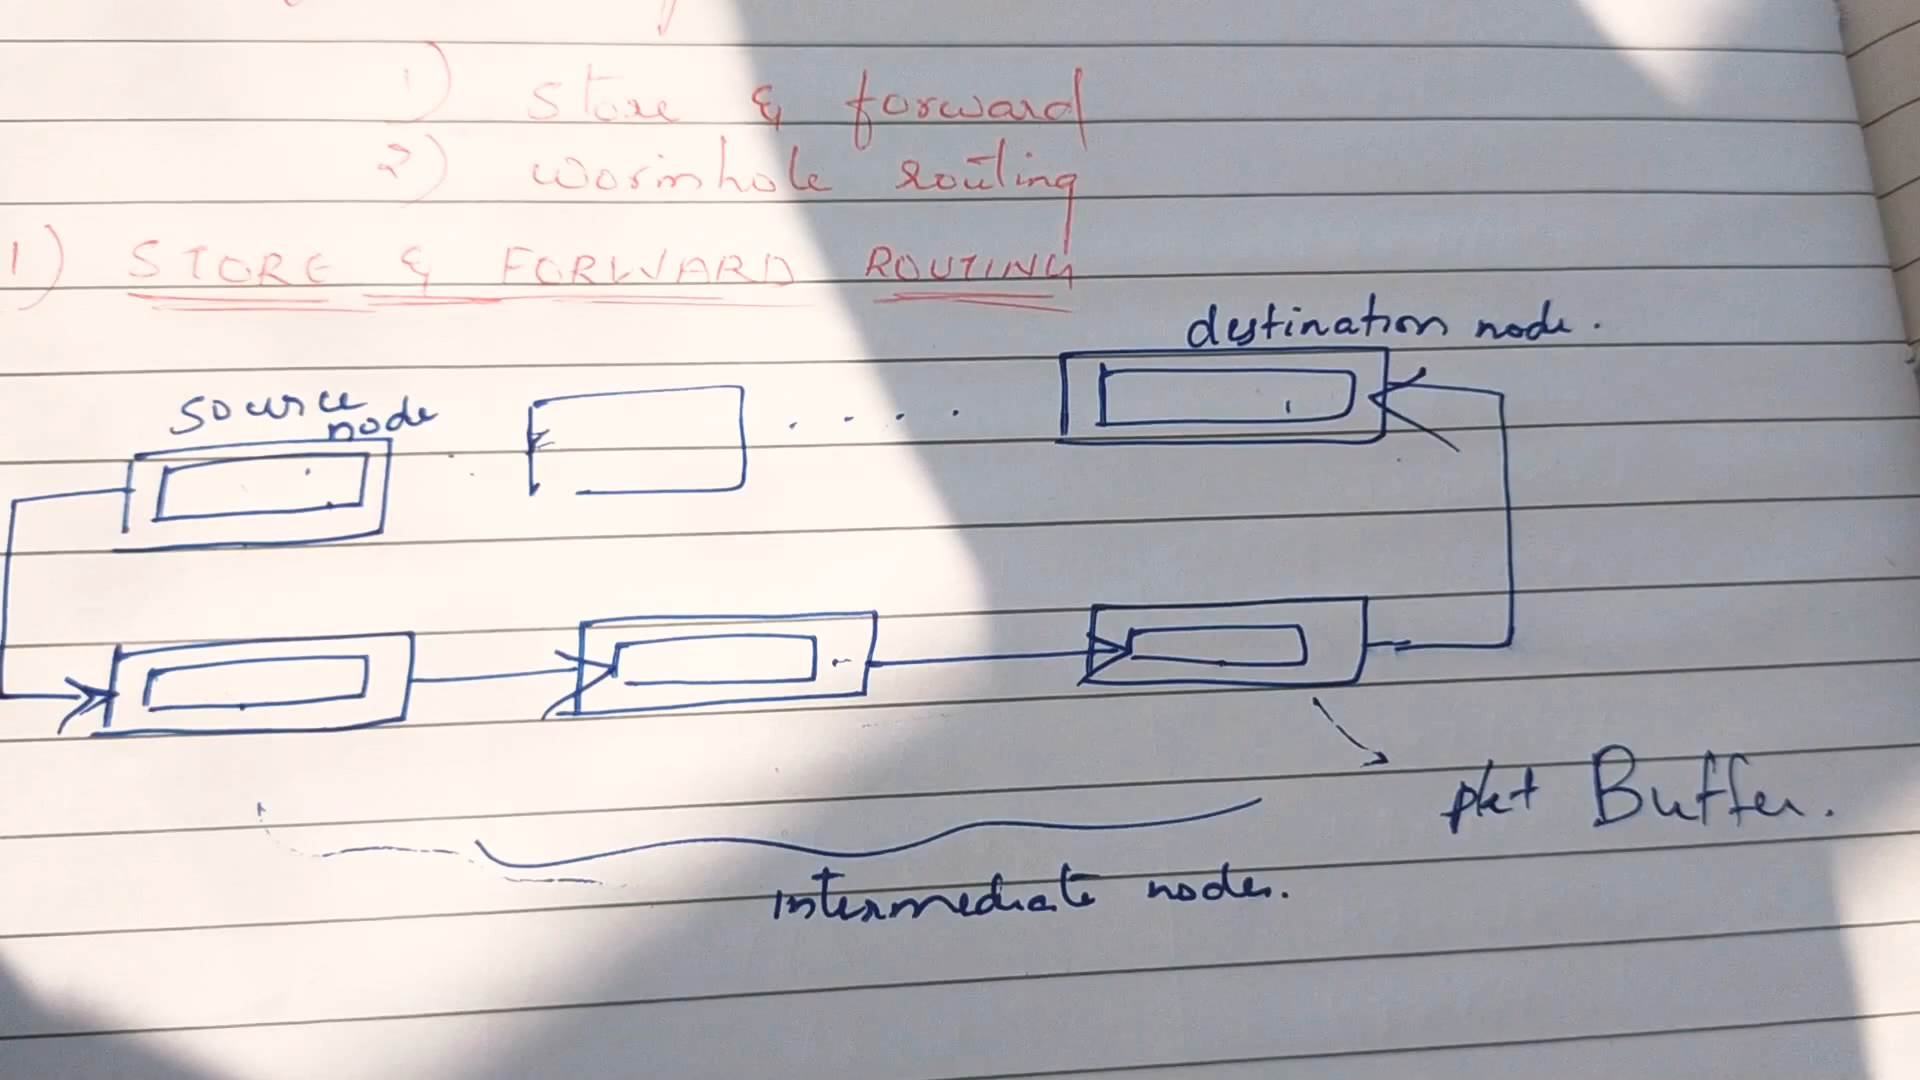 1) Store & forward
2) wormhole routing
1) STORE & FORWARD ROUTING
destination node.
source
node
pkt Buffer.
intermediate nodes.